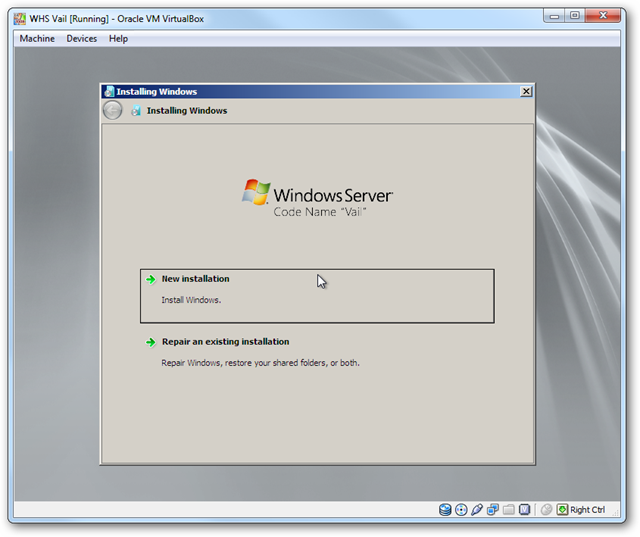 WHS Vail [Running] - Oracle VM VirtualBox
Machine Devices Help
Installing Windows
Installing Windows
Windows Server
Code Name "Vail"
New installation
Install Windows.
Repair an existing installation
Repair Windows, restore your shared folders, or both.
Right Ctrl